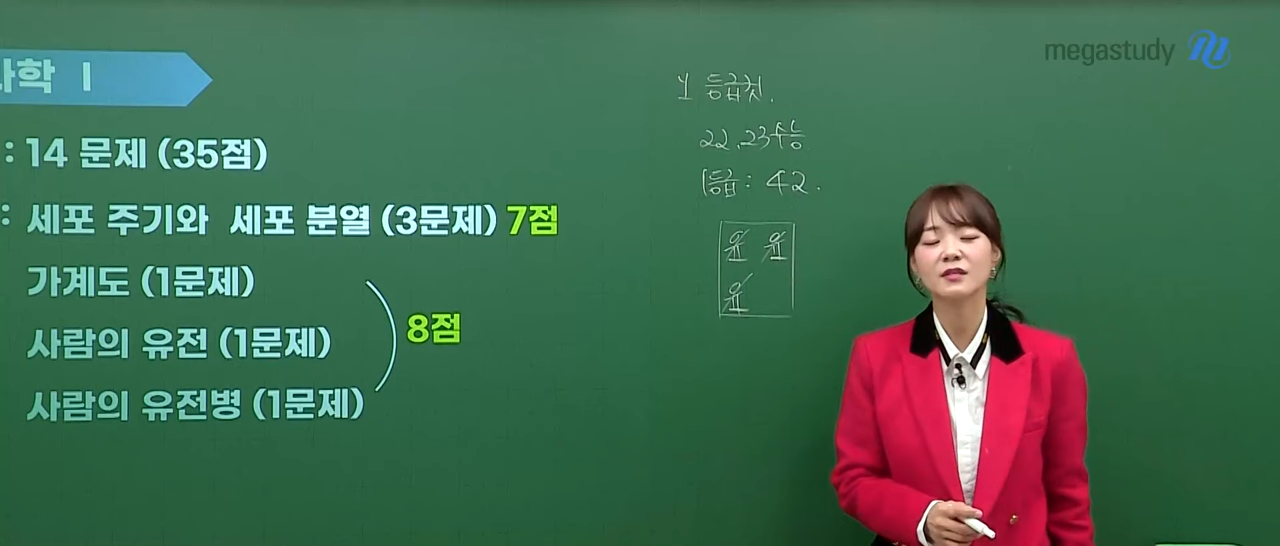 megastudy
과학 Ⅰ
: 14 문제 (35점)
: 세포 주기와 세포 분열 (3문제) 7점
가계도 (1문제)
사람의 유전 (1문제)
8점
사람의 유전병 (1문제)
등급컷.
22, 23수능
1등급 : 42.
유 유
유